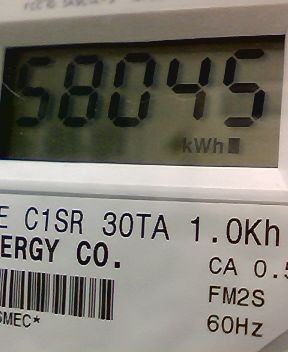 58045
kWh
E C1SR 30TA 1.0Kh
ERGY CO.
CA 0.5
FM2S
60Hz
SMEC*